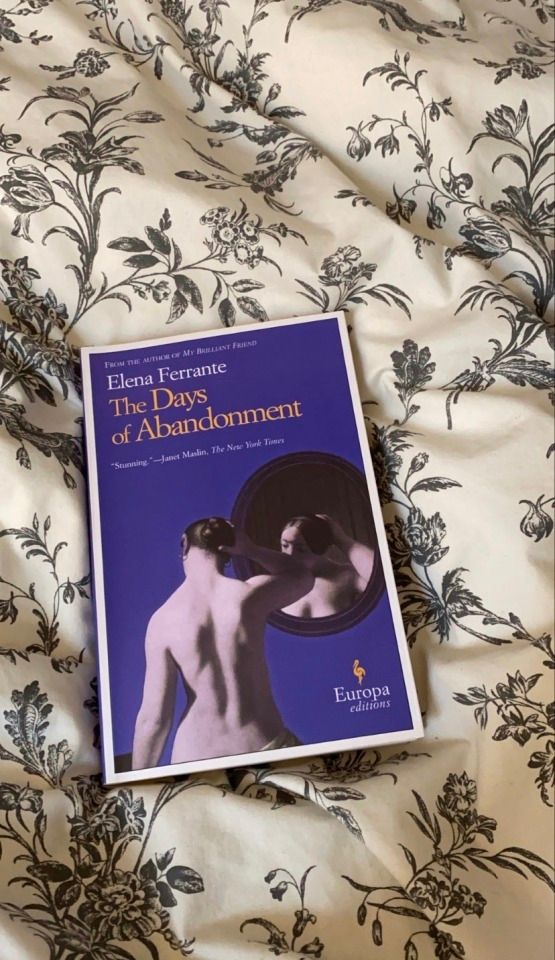 FROM THE AUTHOR OF MY BRILLIANT FRIEND
Elena Ferrante
The Days
of Abandonment
“Stunning.”—Janet Maslin, The New York Times
Europa
editions